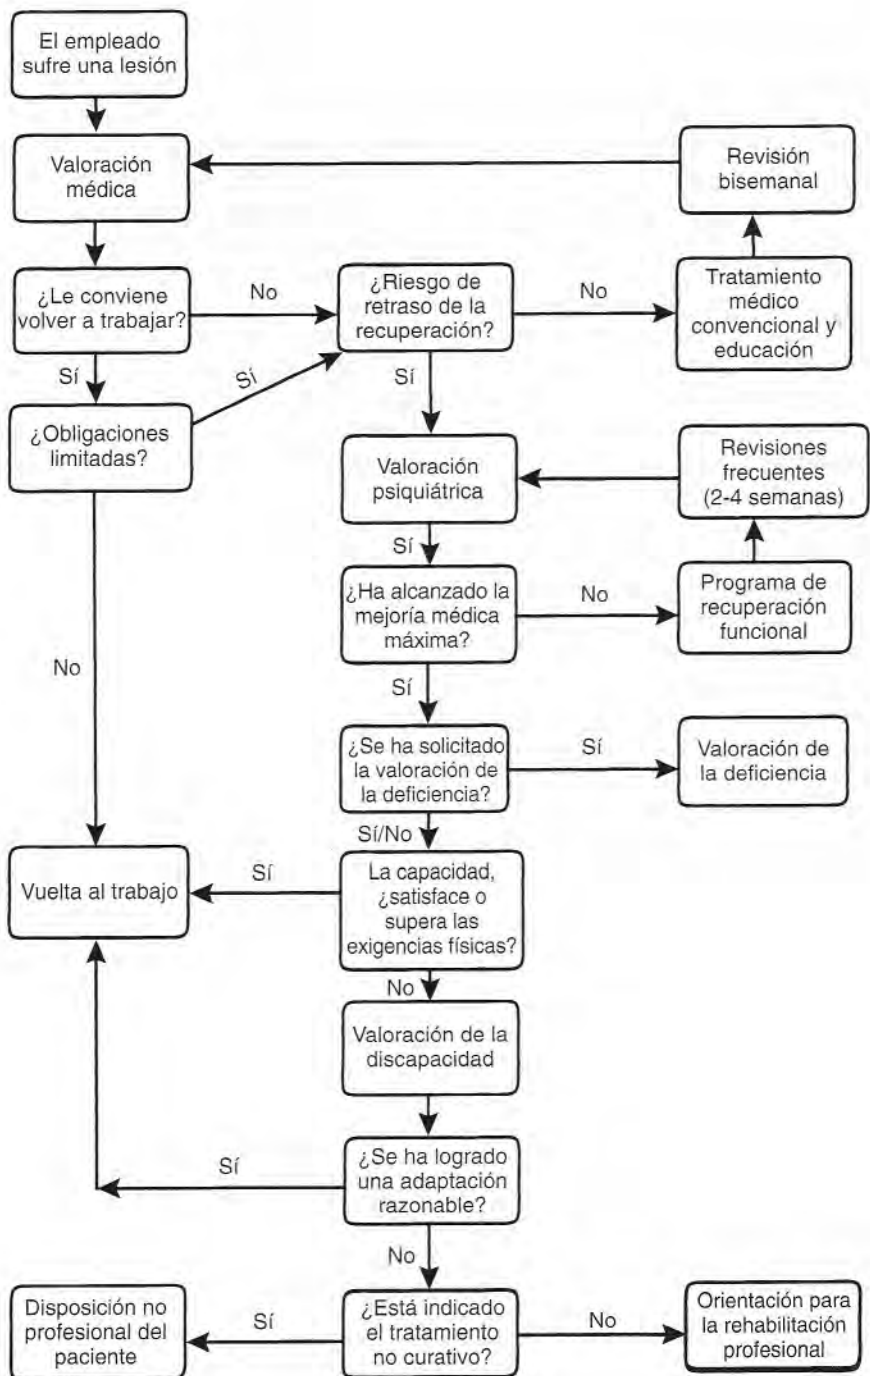 El empleado
sufre una lesión
Valoración
médica
Revisión
bisemanal
¿Le conviene
volver a trabajar?
No
¿Riesgo de
retraso de la
recuperación?
No
Tratamiento
médico
convencional y
educación
Sí
Sí
Sí
¿Obligaciones
limitadas?
Valoración
psiquiátrica
Revisiones
frecuentes
(2-4 semanas)
Sí
¿Ha alcanzado la
mejoría médica
máxima?
No
Programa de
recuperación
funcional
No
Sí
¿Se ha solicitado
la valoración de
la deficiencia?
Sí
Valoración de
la deficiencia
Sí/No
Vuelta al trabajo
Sí
La capacidad,
¿satisface o
supera las
exigencias físicas?
No
Valoración de la
discapacidad
Sí
¿Se ha logrado
una adaptación
razonable?
No
Disposición no
profesional del
paciente
Sí
¿Está indicado
el tratamiento
no curativo?
No
Orientación para
la rehabilitación
profesional